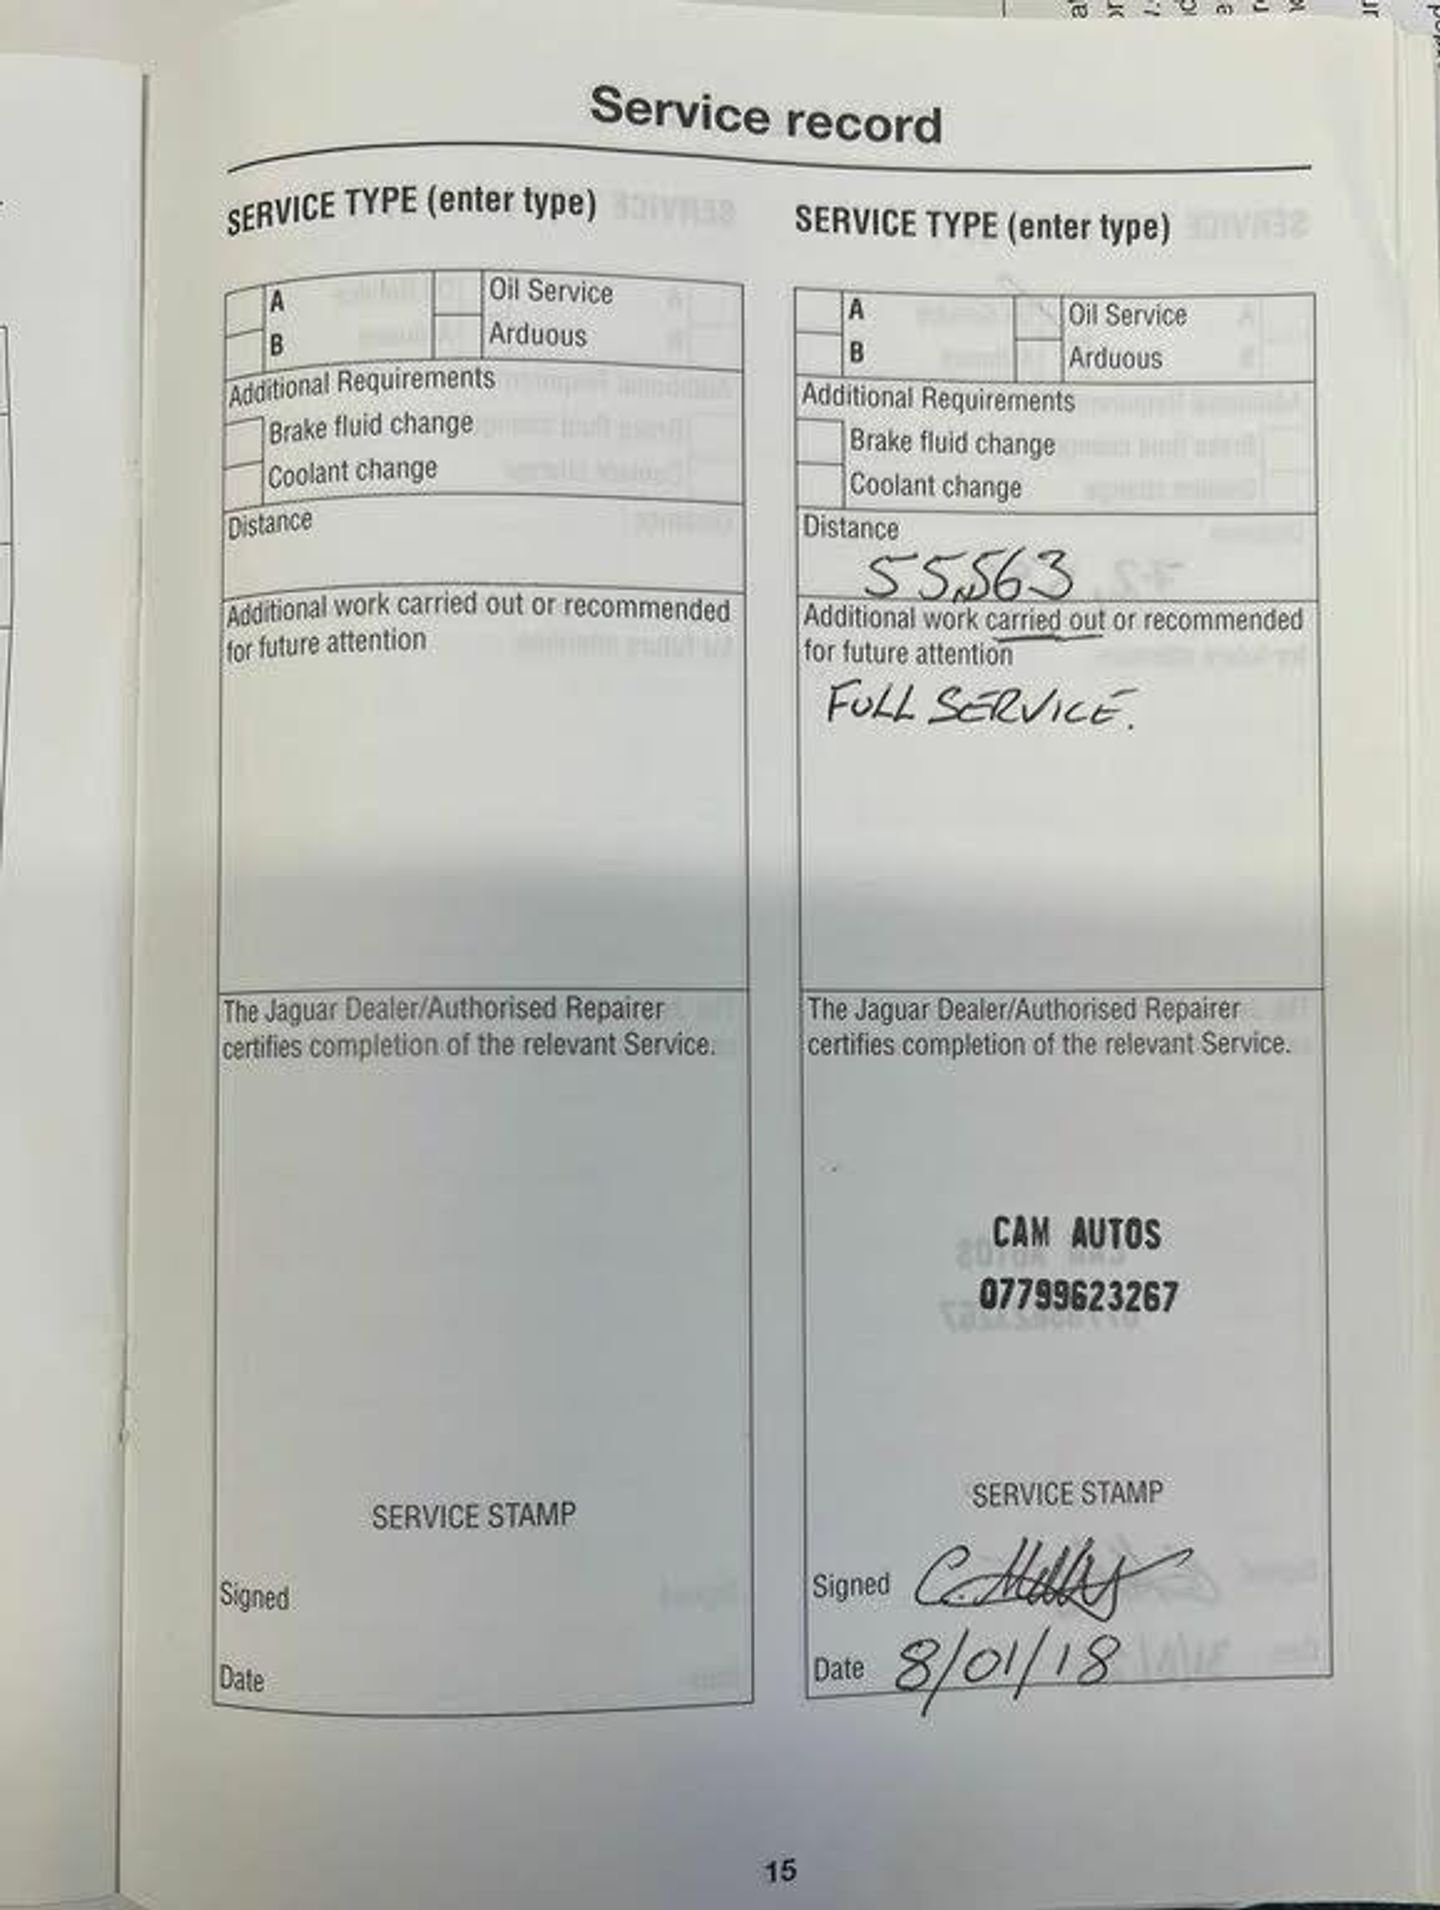 Service record
SERVICE TYPE (enter type)
A
Oil Service
B
Arduous
Additional Requirements
Brake fluid change
Coolant change
Distance
Additional work carried out or recommended
for future attention
The Jaguar Dealer/Authorised Repairer
certifies completion of the relevant Service.
SERVICE STAMP
Signed
Date
SERVICE TYPE (enter type)
A
Oil Service
B
Arduous
Additional Requirements
Brake fluid change
Coolant change
Distance
55,563
Additional work carried out or recommended
for future attention
FULL SERVICE.
The Jaguar Dealer/Authorised Repairer
certifies completion of the relevant Service.
CAM AUTOS
07799623267
SERVICE STAMP
Signed
Date 8/01/18
15